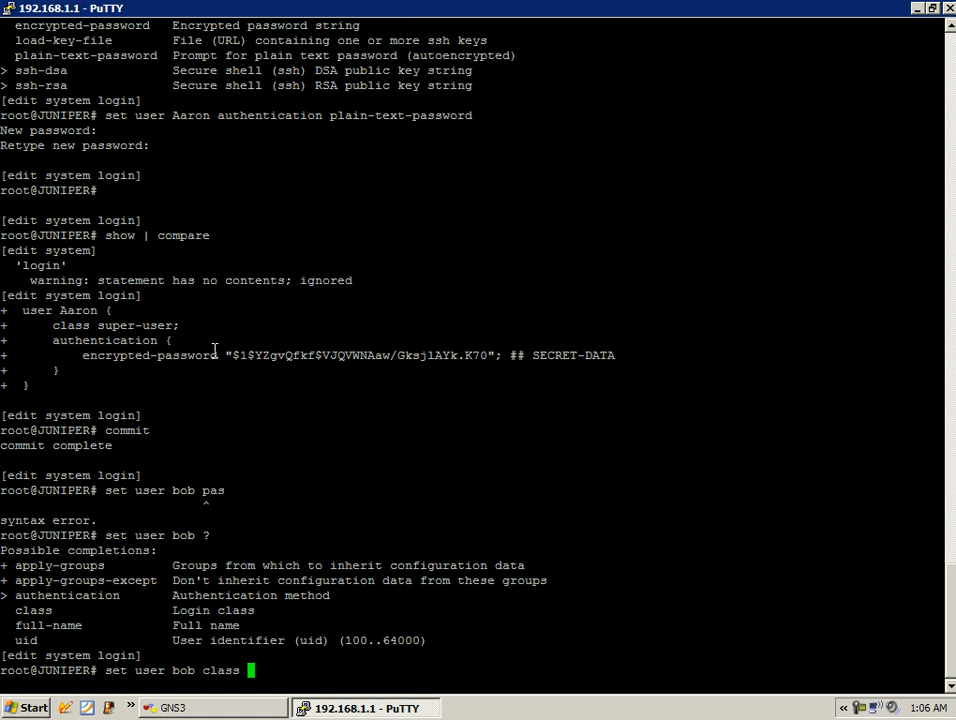 192.168.1.1 - PuTTY
encrypted-password Encrypted password string
load-key-file File (URL) containing one or more ssh keys
plain-text-password Prompt for plain text password (autoencrypted)
> ssh-dsa Secure shell (ssh) DSA public key string
> ssh-rsa Secure shell (ssh) RSA public key string
[edit system login]
root@JUNIPER# set user Aaron authentication plain-text-password
New password:
Retype new password:
[edit system login]
root@JUNIPER#
[edit system login]
root@JUNIPER# show | compare
[edit system]
'login'
warning: statement has no contents; ignored
[edit system login]
+ user Aaron {
+ class super-user;
+ authentication {
+ encrypted-password "$1$YZgvQfkf$VJQVWNAaw/GksjlAYk.K70"; ## SECRET-DATA
+ }
+ }
[edit system login]
root@JUNIPER# commit
commit complete
[edit system login]
root@JUNIPER# set user bob pas
^
syntax error.
root@JUNIPER# set user bob ?
Possible completions:
+ apply-groups Groups from which to inherit configuration data
+ apply-groups-except Don't inherit configuration data from these groups
> authentication Authentication method
class Login class
full-name Full name
uid User identifier (uid) (100..64000)
[edit system login]
root@JUNIPER# set user bob class
Start » GNS3 192.168.1.1 - PuTTY « 1:06 AM